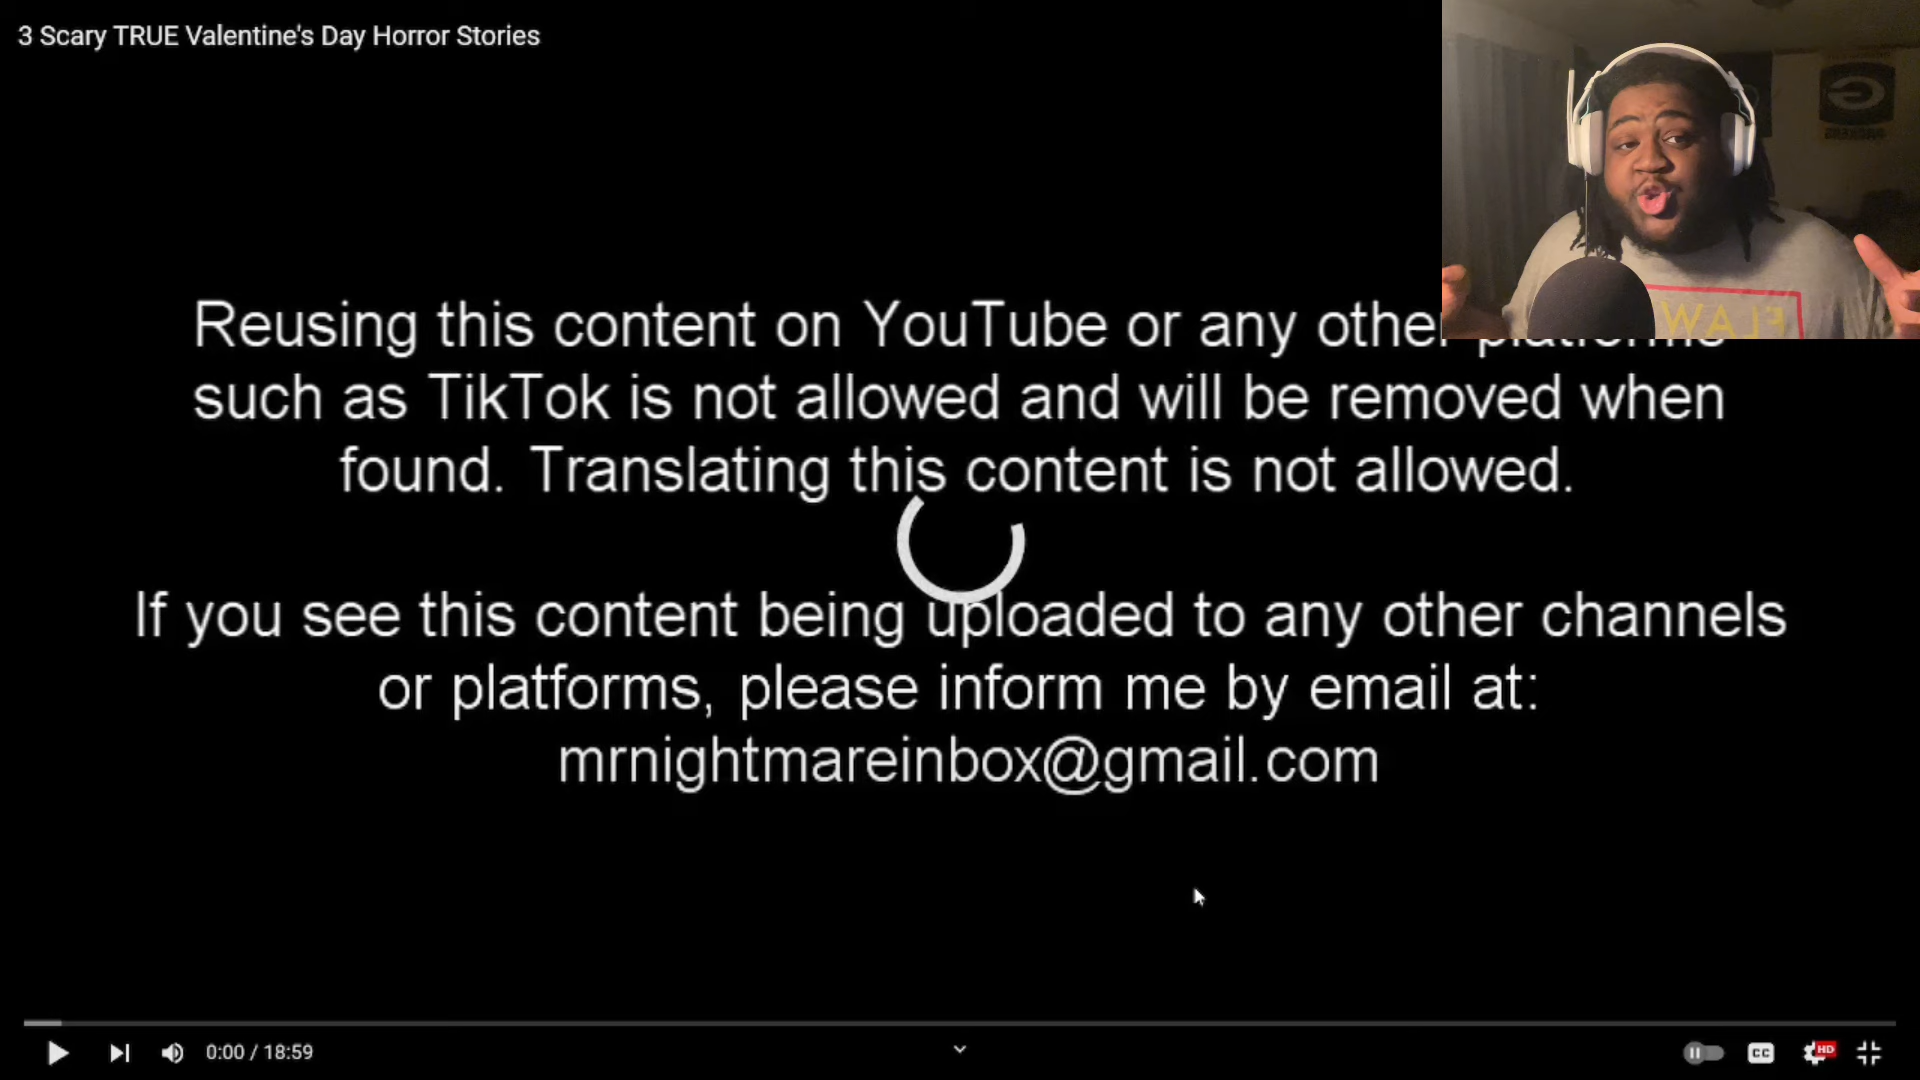 3 Scary TRUE Valentine's Day Horror Stories
Reusing this content on YouTube or any other platforms
such as TikTok is not allowed and will be removed when
found. Translating this content is not allowed.
If you see this content being uploaded to any other channels
or platforms, please inform me by email at:
mrnightmareinbox@gmail.com
0:00 / 18:59
CC
HD